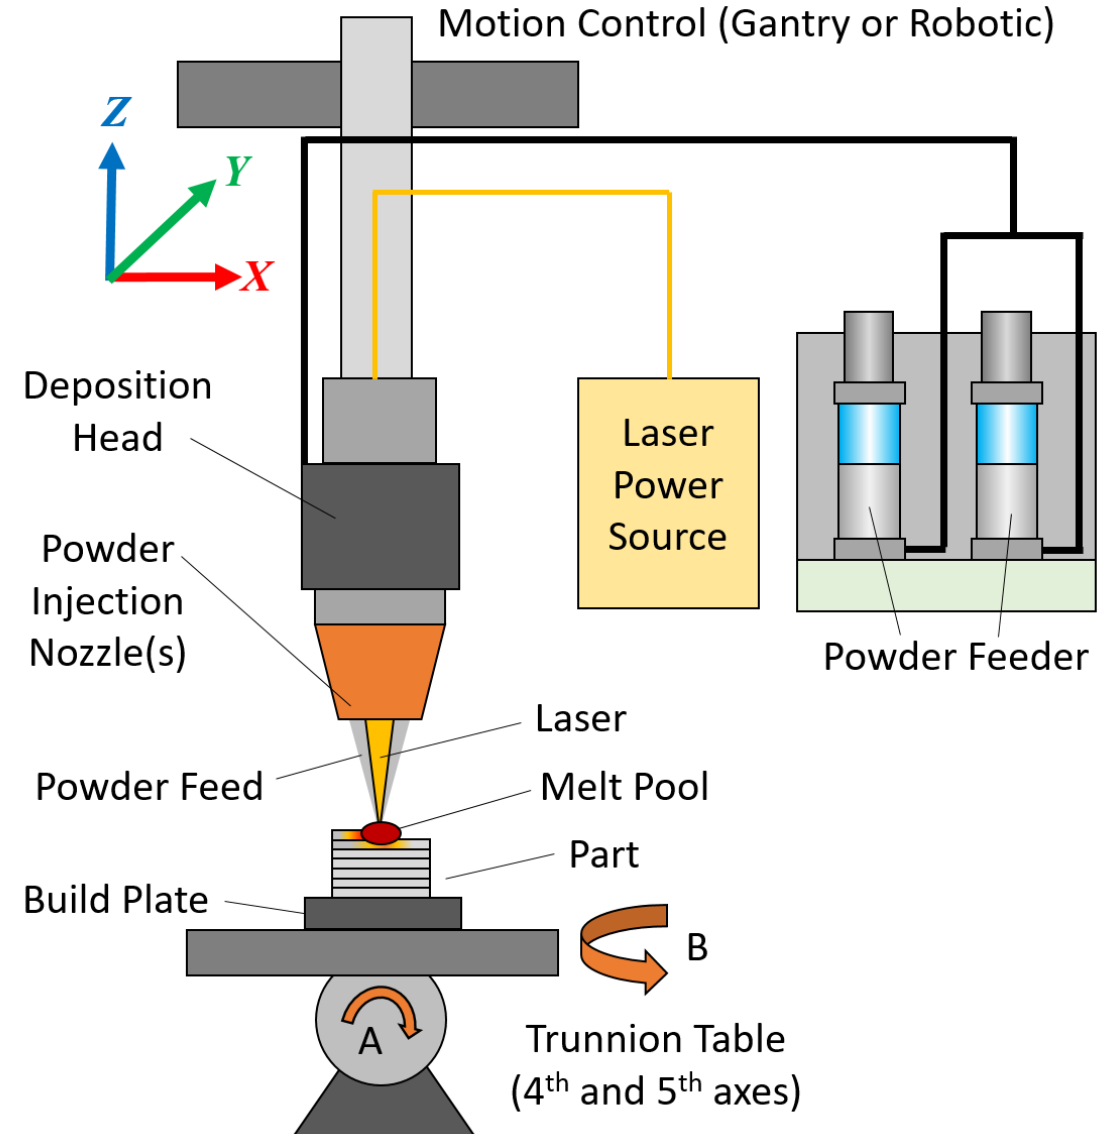 Motion Control (Gantry or Robotic)
Z
Y
X
Deposition
Head
Laser
Power
Source
Powder
Injection
Nozzle(s)
Powder Feeder
Laser
Powder Feed
Melt Pool
Part
Build Plate
B
A
Trunnion Table
(4th and 5th axes)